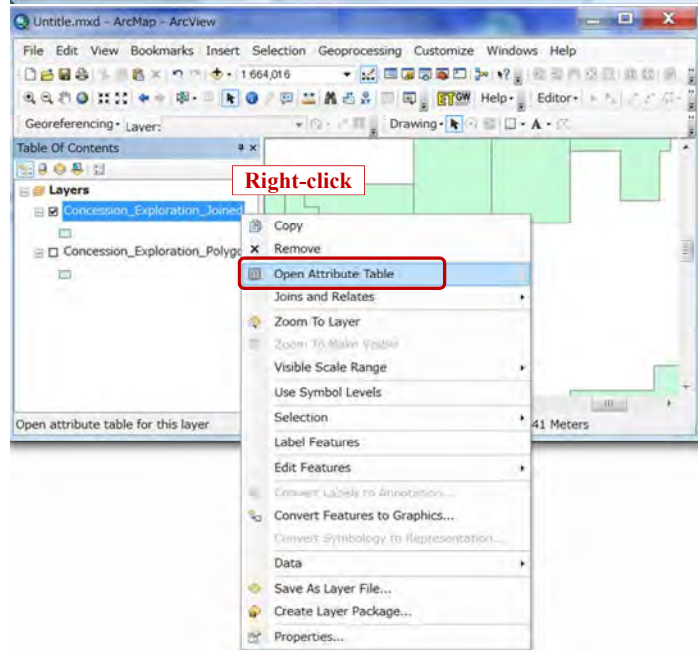 Untitle.mxd - ArcMap - ArcView
File Edit View Bookmarks Insert Selection Geoprocessing Customize Windows Help
1:664,016
Help Editor
Georeferencing Layer: Drawing A
Table Of Contents
Layers
Right-click
Concession_Exploration_Joined
Concession_Exploration_Polyg
Copy
Remove
Open Attribute Table
Joins and Relates
Zoom To Layer
Zoom To Make Visible
Visible Scale Range
Use Symbol Levels
Selection
Open attribute table for this layer
41 Meters
Label Features
Edit Features
Convert Labels to Annotation...
Convert Features to Graphics...
Convert Symbology to Representation...
Data
Save As Layer File...
Create Layer Package...
Properties...